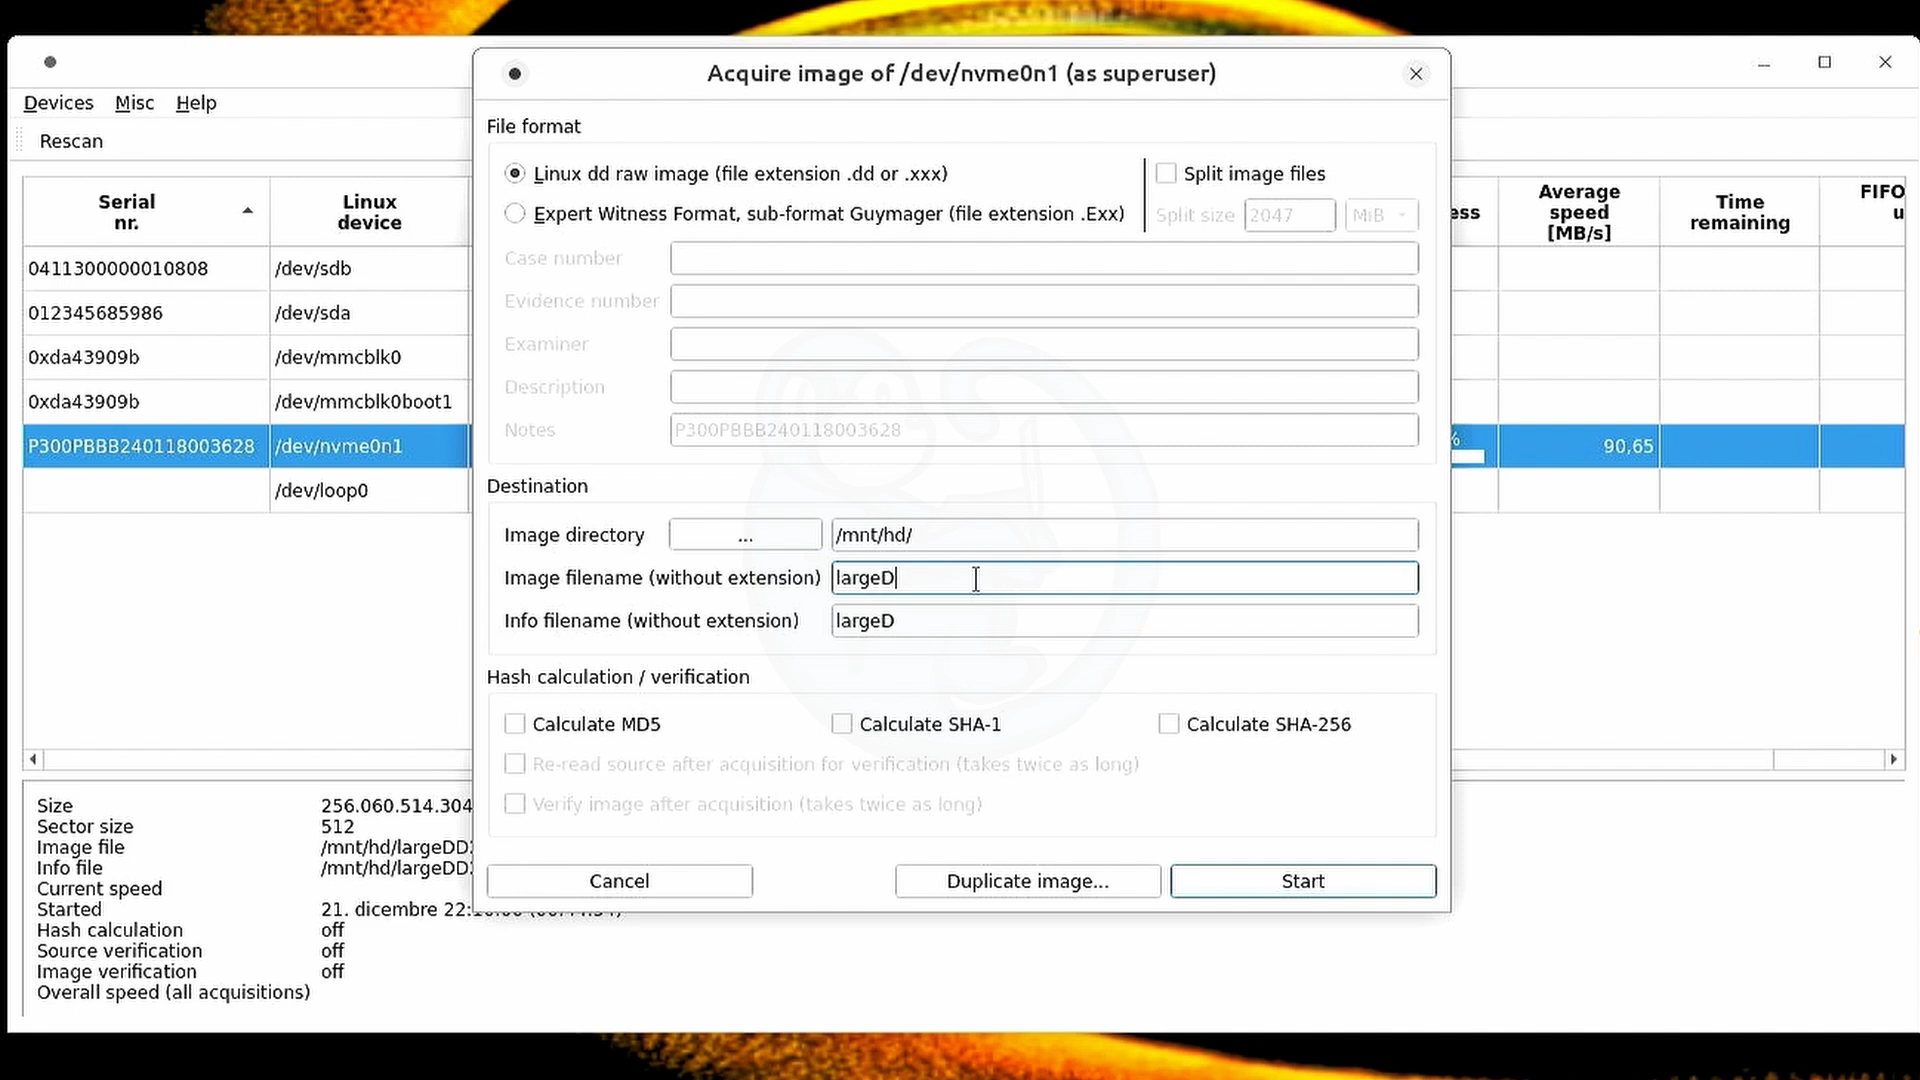 Acquire image of /dev/nvme0n1 (as superuser)
Devices Misc Help
Rescan
Serial nr.
Linux device
Average speed [MB/s]
Time remaining
FIFO
0411300000010808 /dev/sdb
012345685986 /dev/sda
0xda43909b /dev/mmcblk0
0xda43909b /dev/mmcblk0boot1
P300PBBB240118003628 /dev/nvme0n1 % 90,65
/dev/loop0
File format
Linux dd raw image (file extension .dd or .xxx)
Split image files
Expert Witness Format, sub-format Guymager (file extension .Exx)
Split size 2047 MiB
Case number
Evidence number
Examiner
Description
Notes P300PBBB240118003628
Destination
Image directory ... /mnt/hd/
Image filename (without extension) largeD
Info filename (without extension) largeD
Hash calculation / verification
Calculate MD5 Calculate SHA-1 Calculate SHA-256
Re-read source after acquisition for verification (takes twice as long)
Verify image after acquisition (takes twice as long)
Cancel Duplicate image... Start
Size 256.060.514.304
Sector size 512
Image file /mnt/hd/largeDD
Info file /mnt/hd/largeDD
Current speed
Started 21. dicembre 22:
Hash calculation off
Source verification off
Image verification off
Overall speed (all acquisitions)